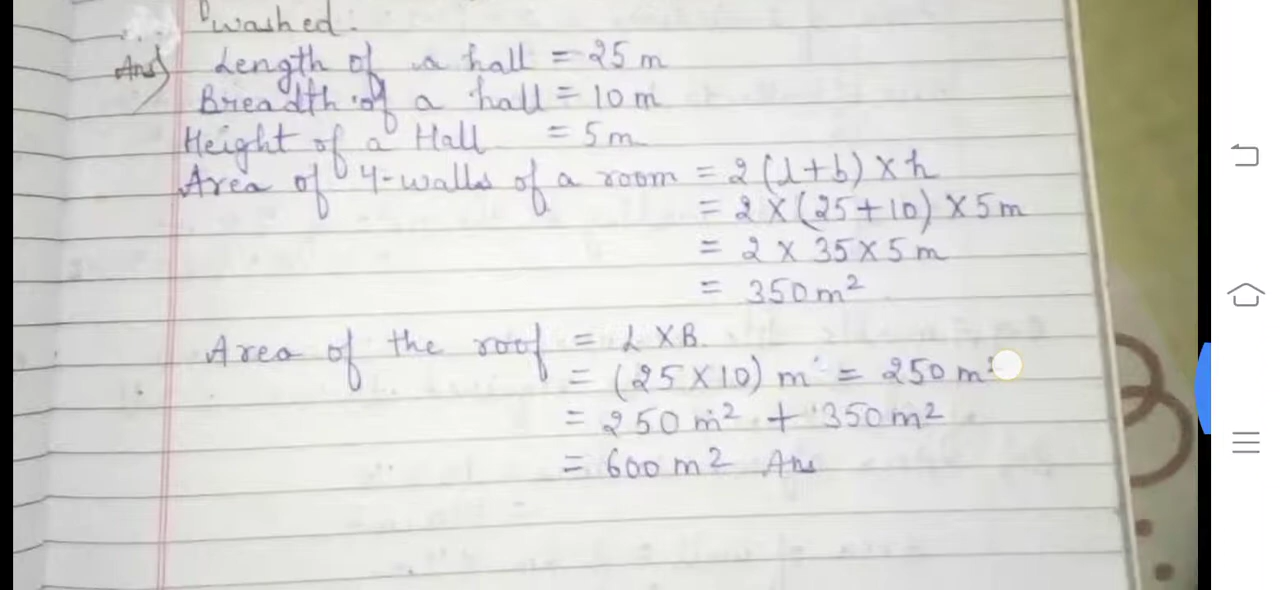 washed.
Ans) Length of a hall = 25 m
Breadth of a hall = 10 m
Height of a Hall = 5 m
Area of 4-walls of a room = 2 (l+b) × h
= 2 × (25+10) × 5 m
= 2 × 35 × 5 m
= 350 m²
Area of the roof = L × B.
= (25 × 10) m = 250 m²
= 250 m² + 350 m²
= 600 m² Ans